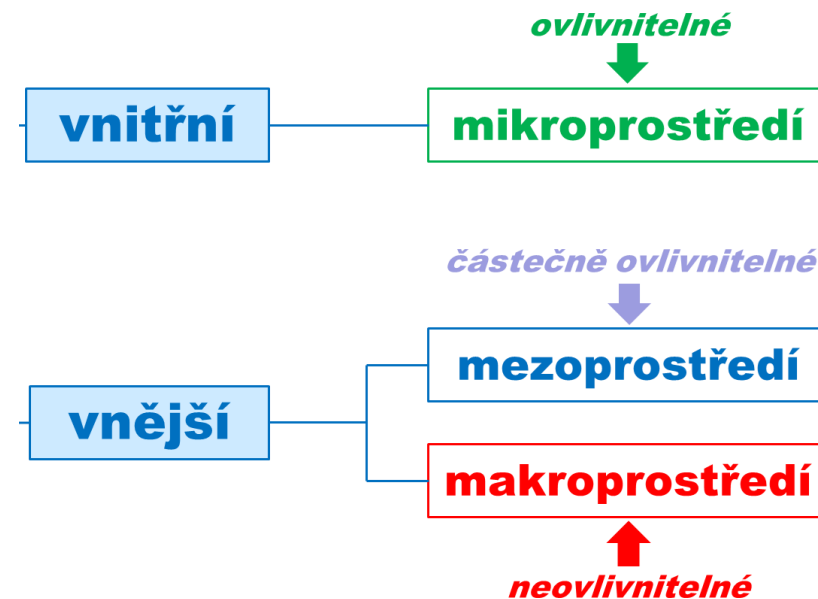 ovlivnitelné
vnitřní
mikroprostředí
částečně ovlivnitelné
mezoprostředí
vnější
makroprostředí
neovlivnitelné